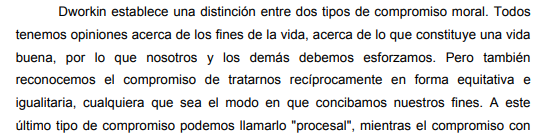 Dworkin establece una distinción entre dos tipos de compromiso moral. Todos
tenemos opiniones acerca de los fines de la vida, acerca de lo que constituye una vida
buena, por lo que nosotros y los demás debemos esforzamos. Pero también
reconocemos el compromiso de tratarnos recíprocamente en forma equitativa e
igualitaria, cualquiera que sea el modo en que concibamos nuestros fines. A este
último tipo de compromiso podemos llamarlo "procesal", mientras el compromiso con